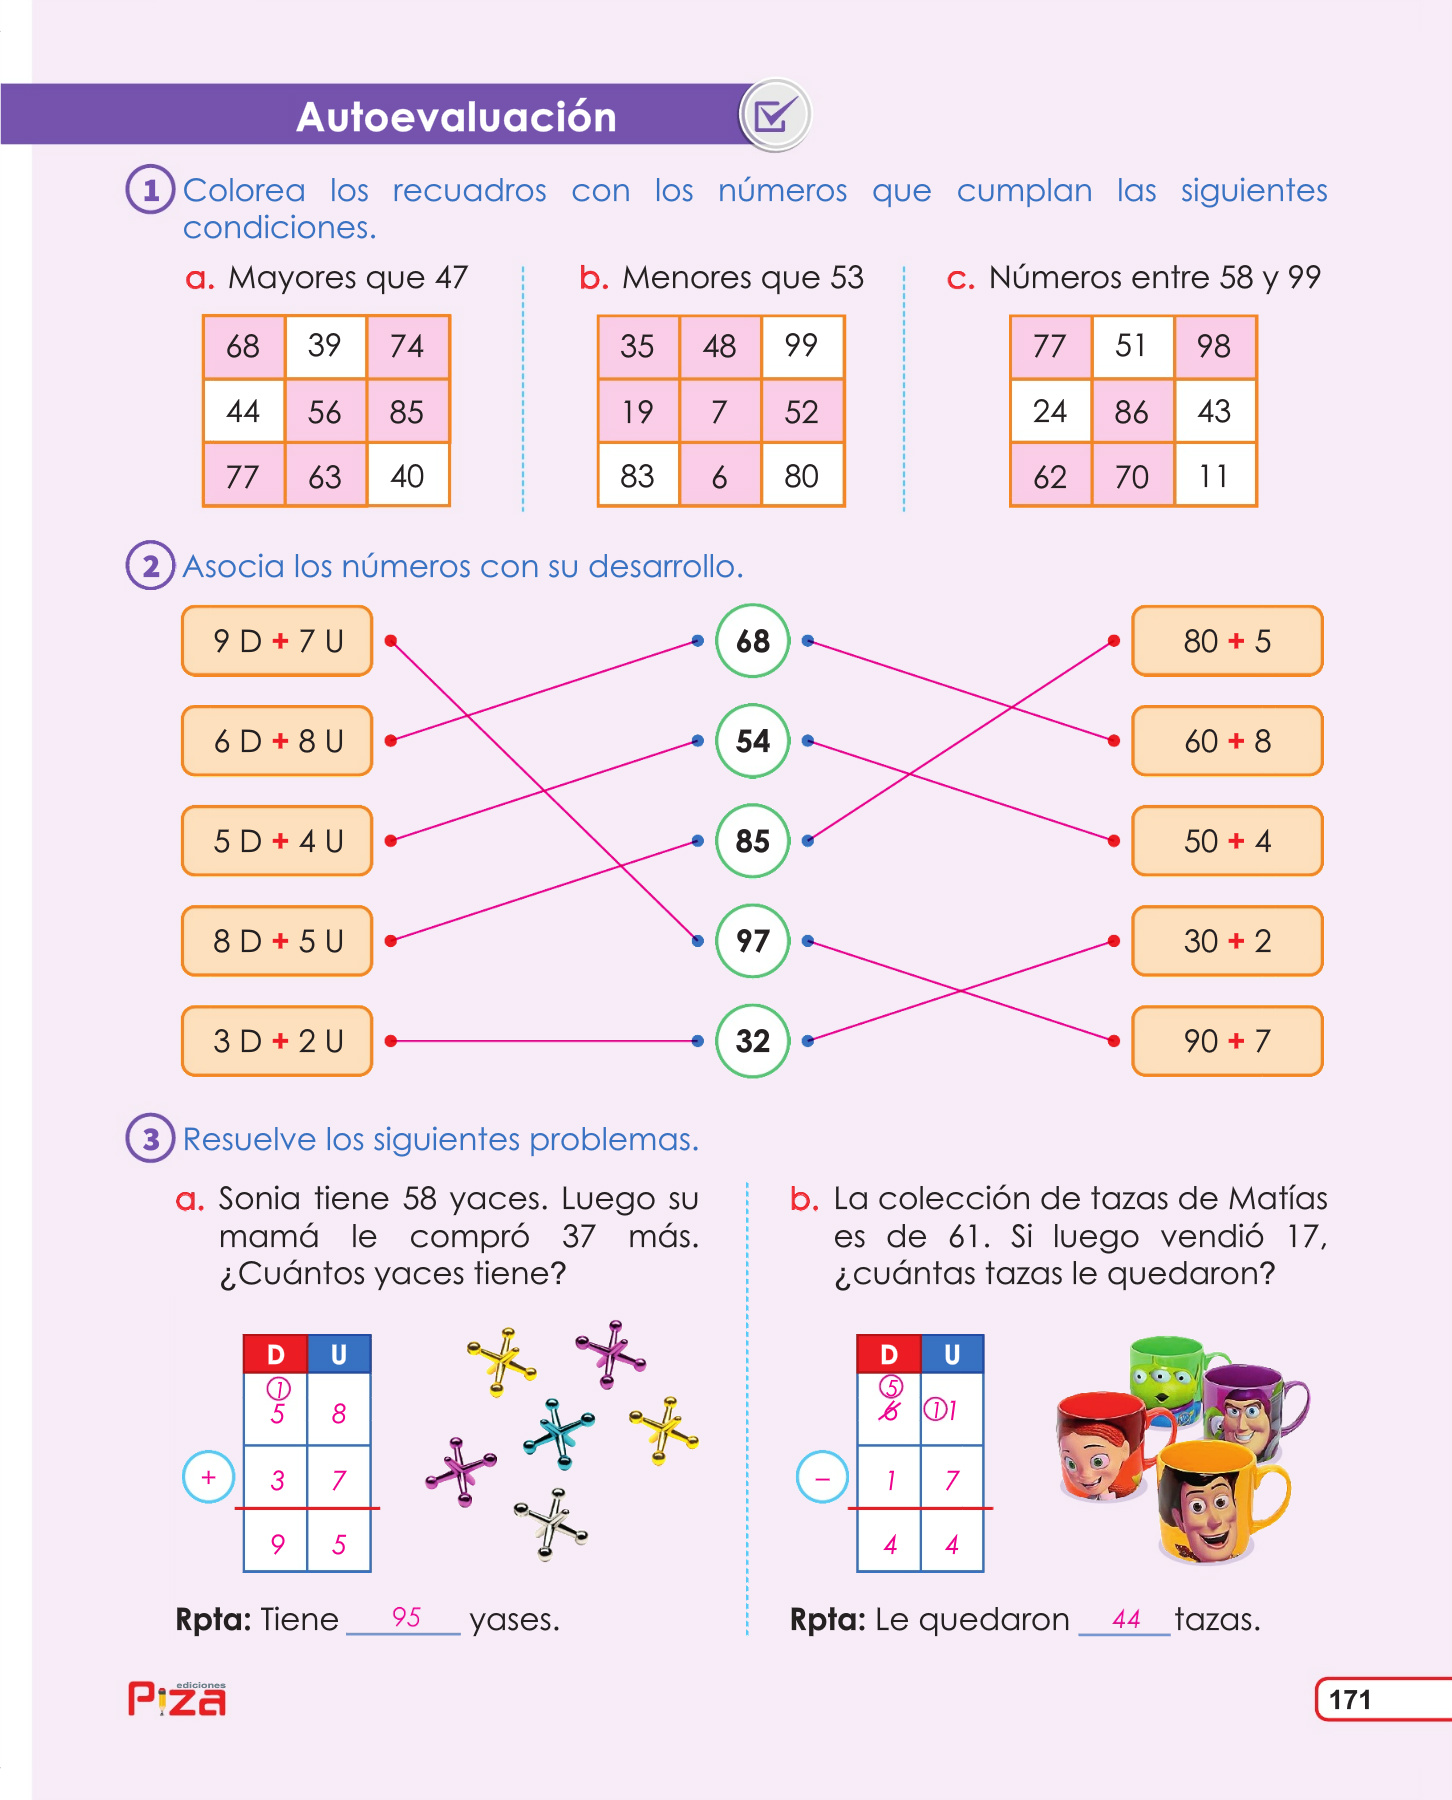 Autoevaluación
1 Colorea los recuadros con los números que cumplan las siguientes
condiciones.
a. Mayores que 47
68 39 74
44 56 85
77 63 40
b. Menores que 53
35 48 99
19 7 52
83 6 80
c. Números entre 58 y 99
77 51 98
24 86 43
62 70 11
2 Asocia los números con su desarrollo.
9 D + 7 U 68 80 + 5
6 D + 8 U 54 60 + 8
5 D + 4 U 85 50 + 4
8 D + 5 U 97 30 + 2
3 D + 2 U 32 90 + 7
3 Resuelve los siguientes problemas.
a. Sonia tiene 58 yaces. Luego su
mamá le compró 37 más.
¿Cuántos yaces tiene?
D U
1
5 8
+ 3 7
9 5
Rpta: Tiene 95 yases.
b. La colección de tazas de Matías
es de 61. Si luego vendió 17,
¿cuántas tazas le quedaron?
D U
5
6 1 1
– 1 7
4 4
Rpta: Le quedaron 44 tazas.
ediciones
Piza
171